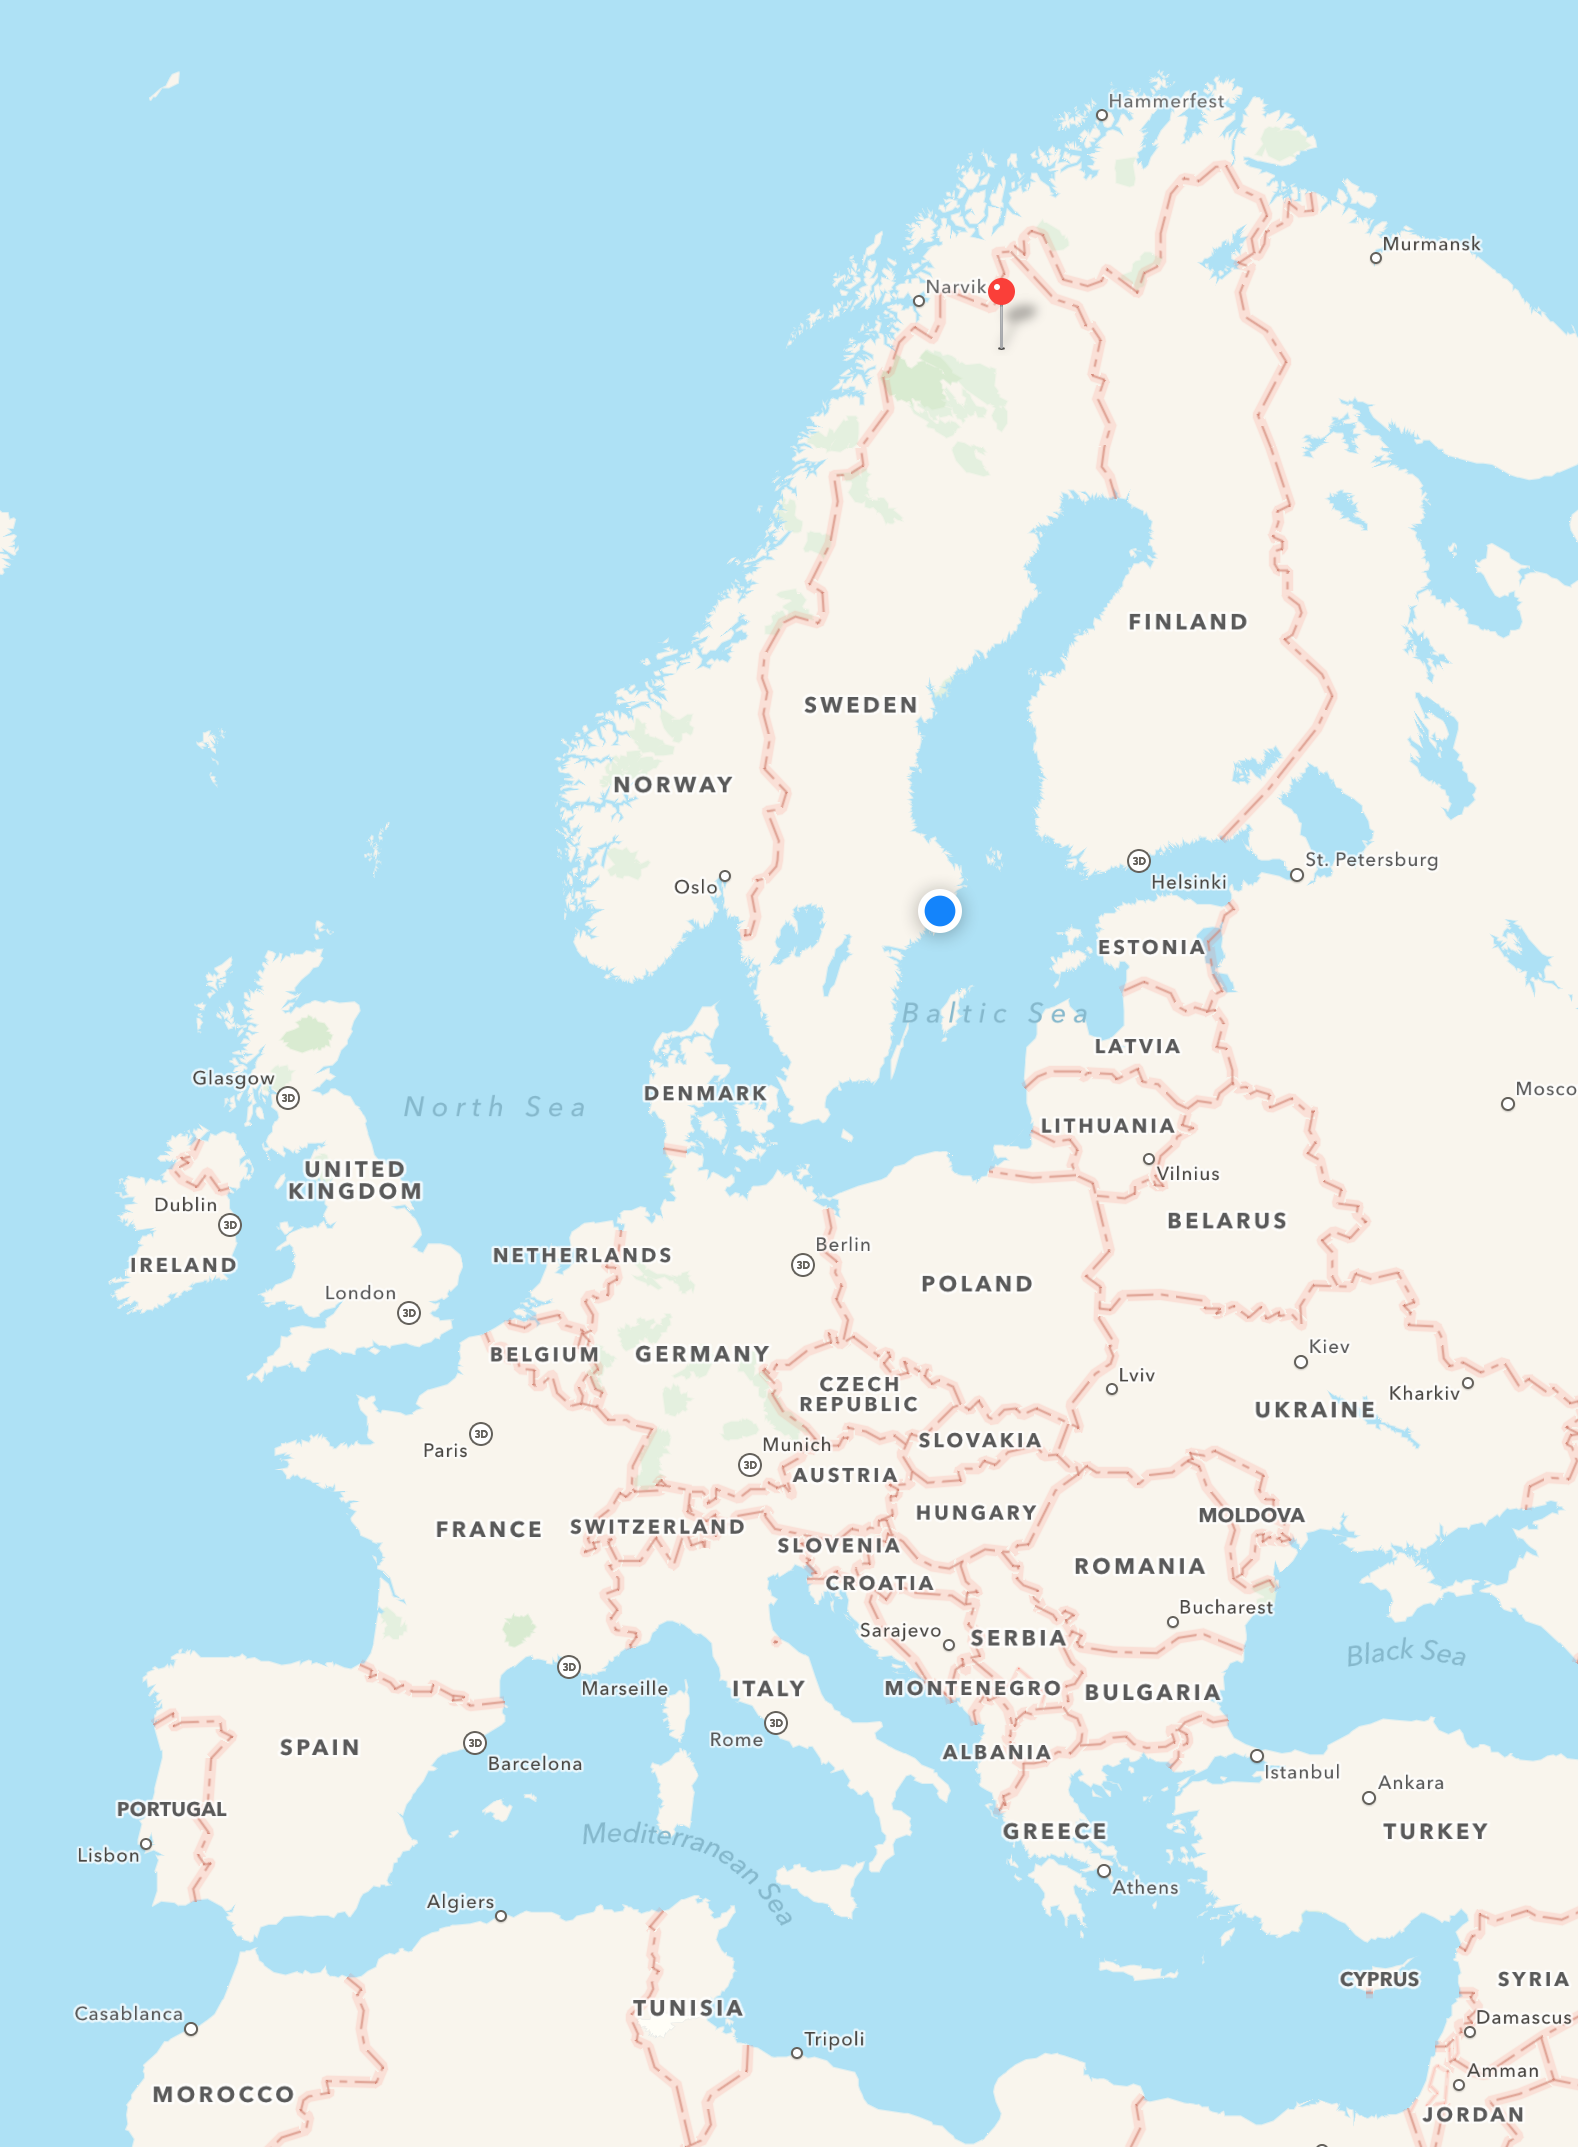 Hammerfest
Murmansk
Narvik
FINLAND
SWEDEN
NORWAY
3D
St. Petersburg
Helsinki
Oslo
ESTONIA
Baltic Sea
LATVIA
Glasgow
3D
North Sea
DENMARK
Mosco
LITHUANIA
UNITED
KINGDOM
Vilnius
Dublin
3D
BELARUS
NETHERLANDS
Berlin
3D
IRELAND
POLAND
London
3D
Kiev
BELGIUM
GERMANY
Lviv
CZECH
REPUBLIC
Kharkiv
UKRAINE
3D
Paris
Munich
3D
SLOVAKIA
AUSTRIA
HUNGARY
MOLDOVA
FRANCE
SWITZERLAND
SLOVENIA
ROMANIA
CROATIA
Bucharest
Sarajevo
SERBIA
Black Sea
3D
Marseille
ITALY
MONTENEGRO
BULGARIA
3D
Rome
SPAIN
3D
Barcelona
ALBANIA
Istanbul
Ankara
PORTUGAL
Mediterranean Sea
GREECE
TURKEY
Lisbon
Athens
Algiers
CYPRUS
SYRIA
TUNISIA
Casablanca
Damascus
Tripoli
Amman
MOROCCO
JORDAN